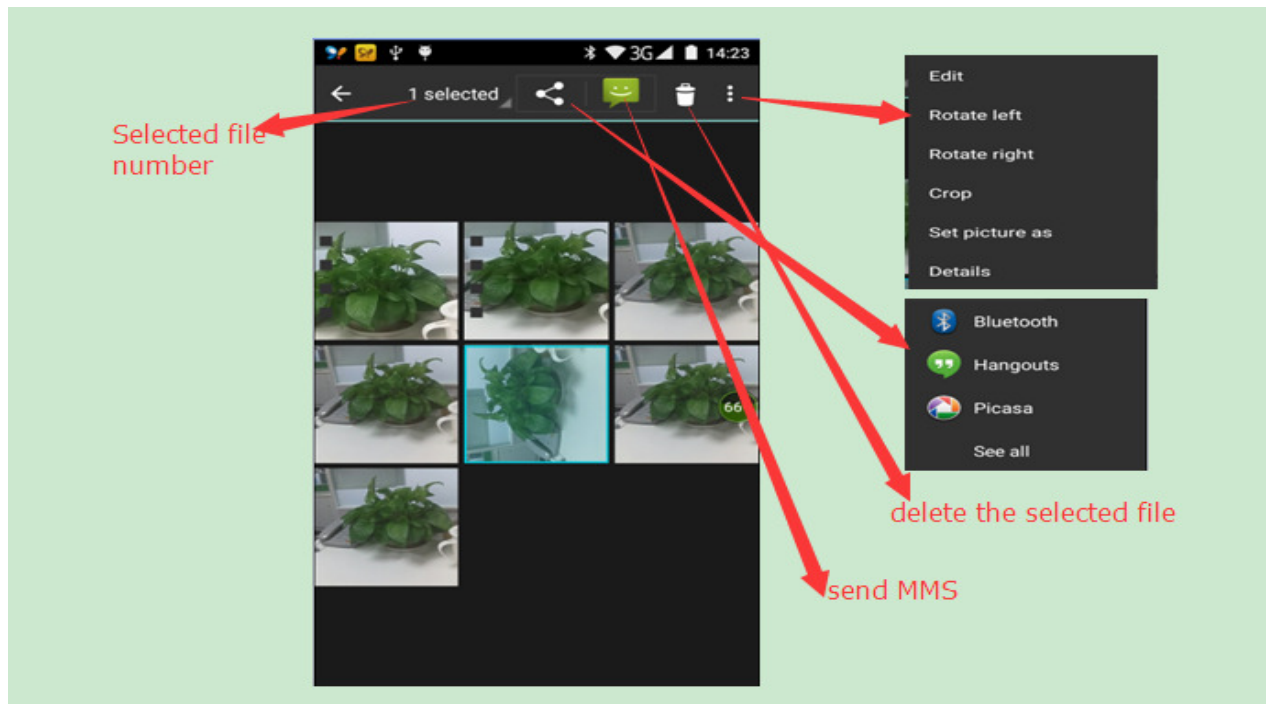 3G 14:23
1 selected
Selected file
number
66
Edit
Rotate left
Rotate right
Crop
Set picture as
Details
Bluetooth
Hangouts
Picasa
See all
delete the selected file
send MMS